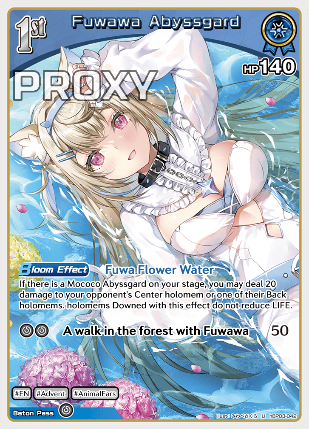 1st
Fuwawa Abyssgard
HP 140
PROXY
Bloom Effect Fuwa Flower Water
If there is a Mococo Abyssgard on your stage, you may deal 20
damage to your opponent's Center holomem or one of their Back
holomems. holomems Downed with this effect do not reduce LIFE.
A walk in the forest with Fuwawa 50
#EN #Advent #AnimalEars
Baton Pass